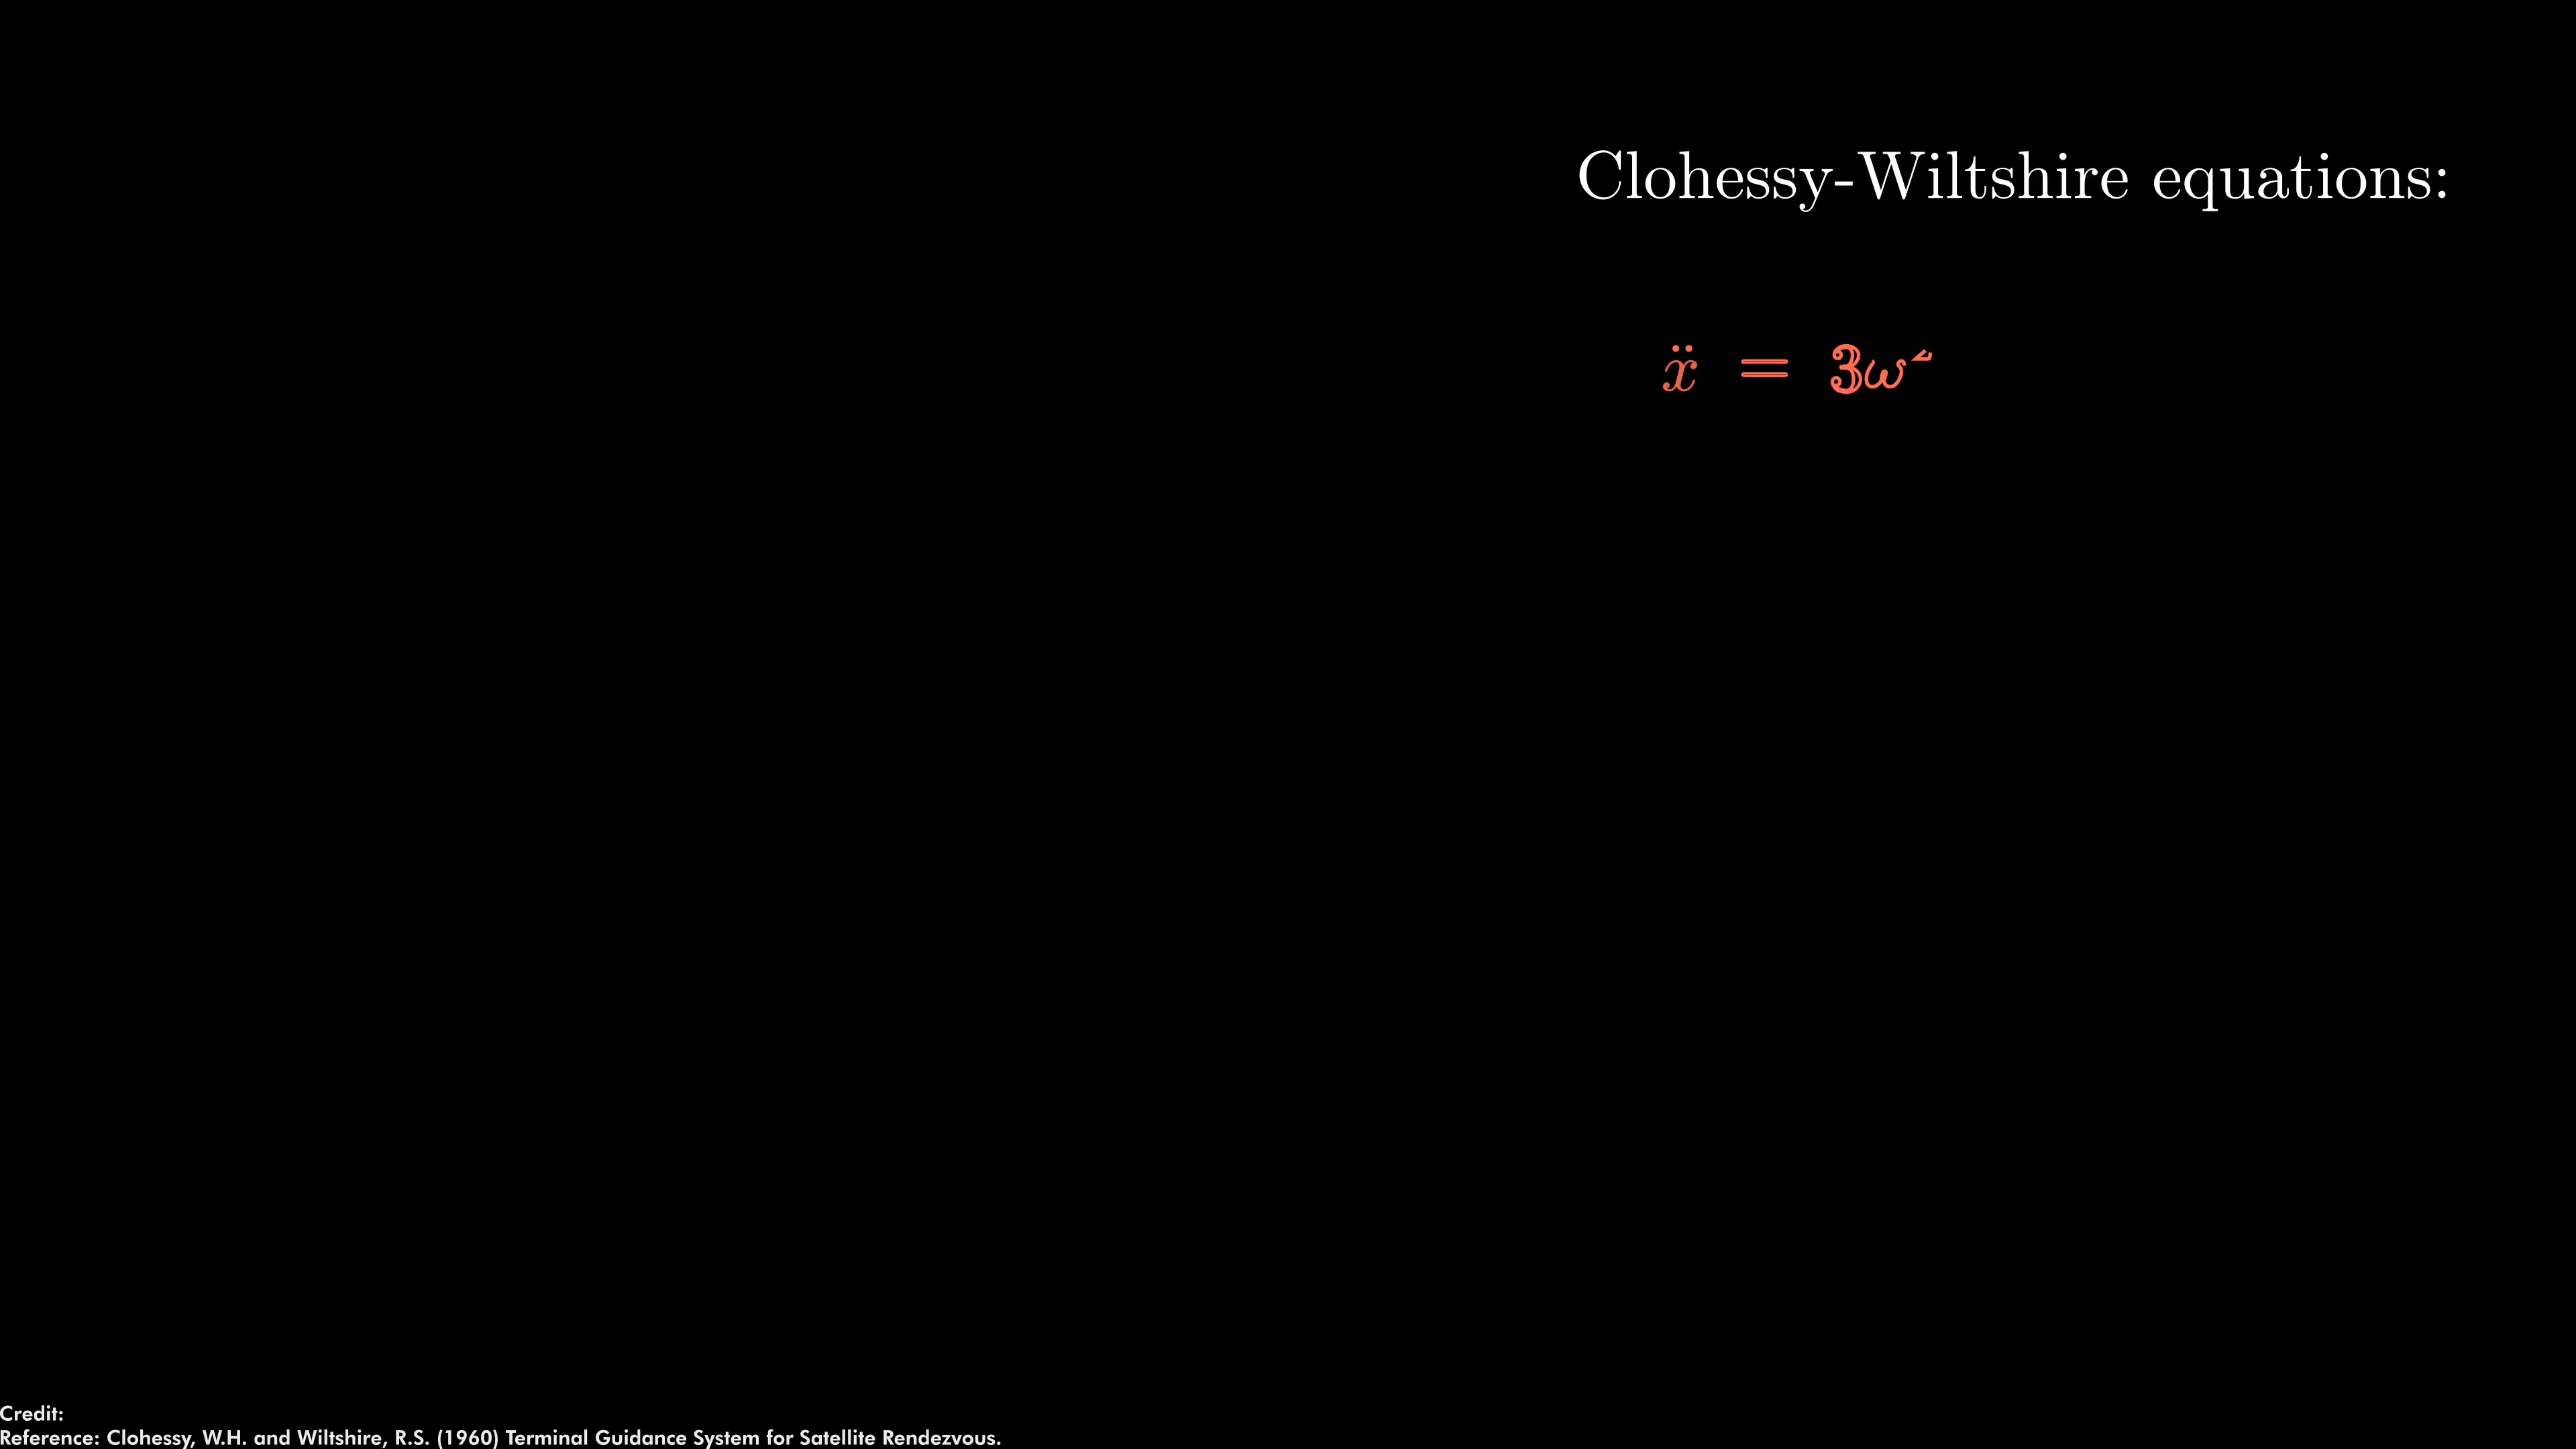 Clohessy-Wiltshire equations:
ẍ = 3ω
Credit:
Reference: Clohessy, W.H. and Wiltshire, R.S. (1960) Terminal Guidance System for Satellite Rendezvous.